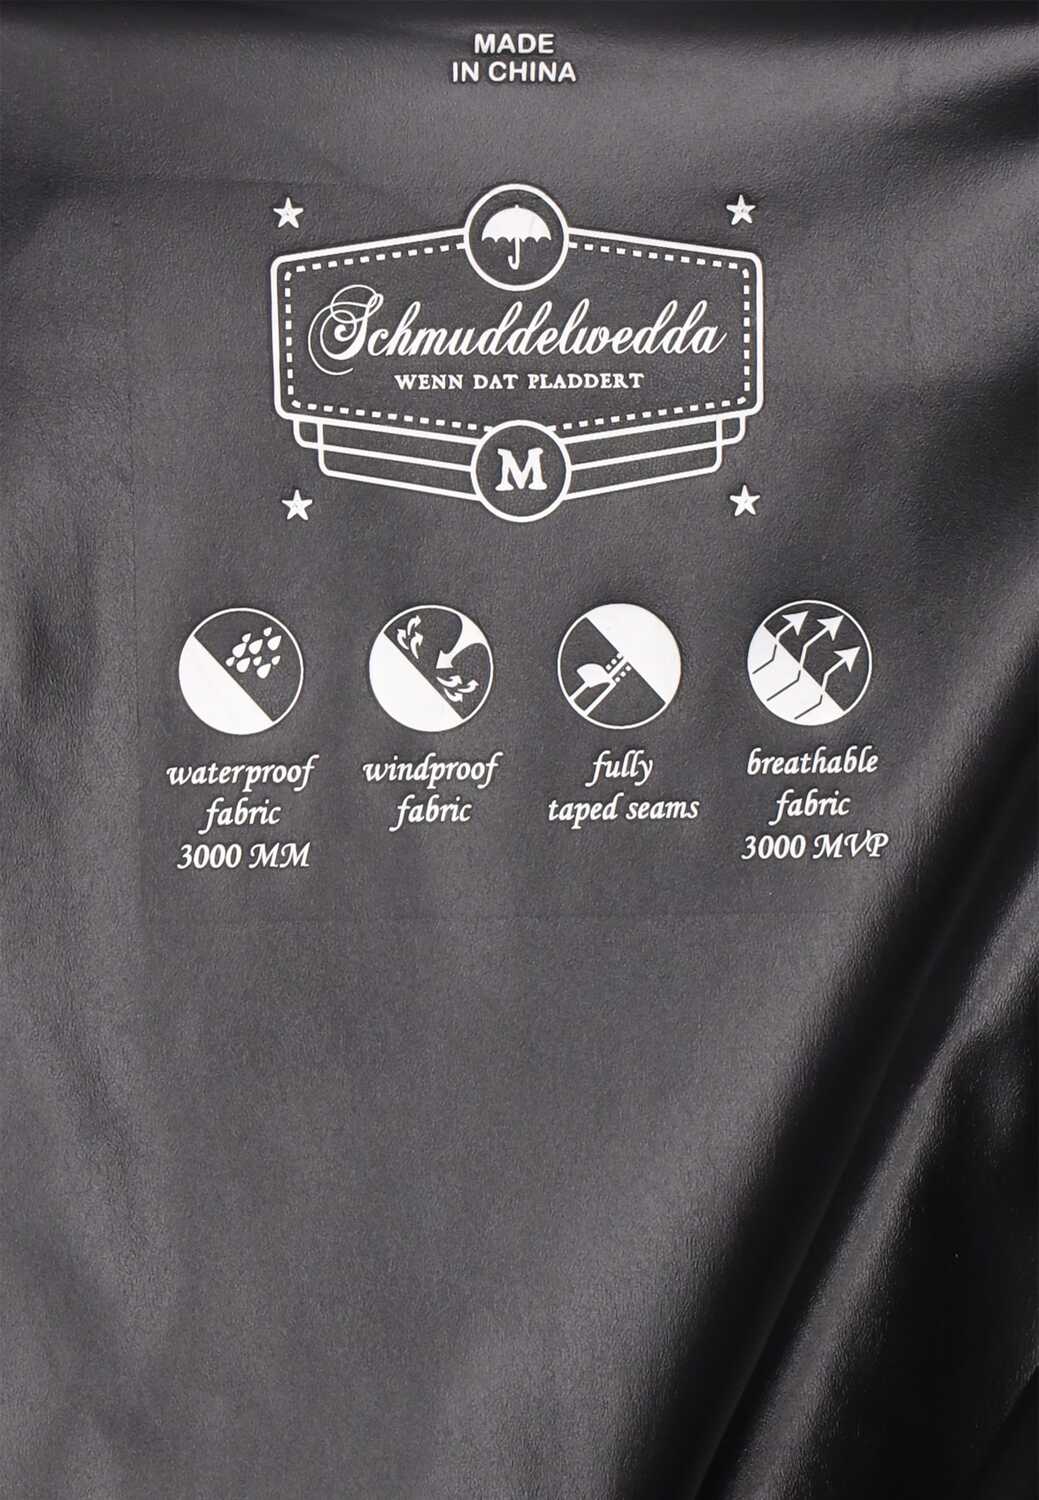 MADE
IN CHINA
Schmuddelwedda
WENN DAT PLADDERT
M
waterproof
fabric
3000 MM
windproof
fabric
fully
taped seams
breathable
fabric
3000 MVP